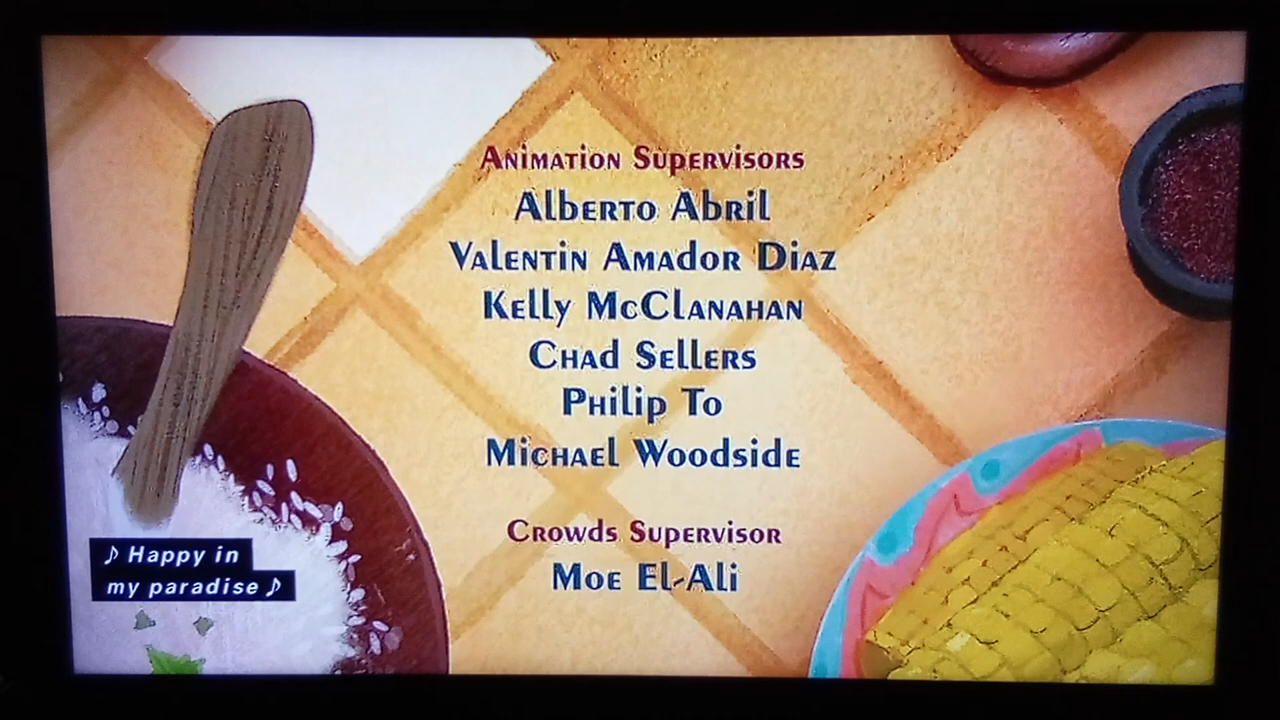 Animation Supervisors
Alberto Abril
Valentin Amador Diaz
Kelly McClanahan
Chad Sellers
Philip To
Michael Woodside
Crowds Supervisor
Moe El-Ali
♪ Happy in
my paradise ♪